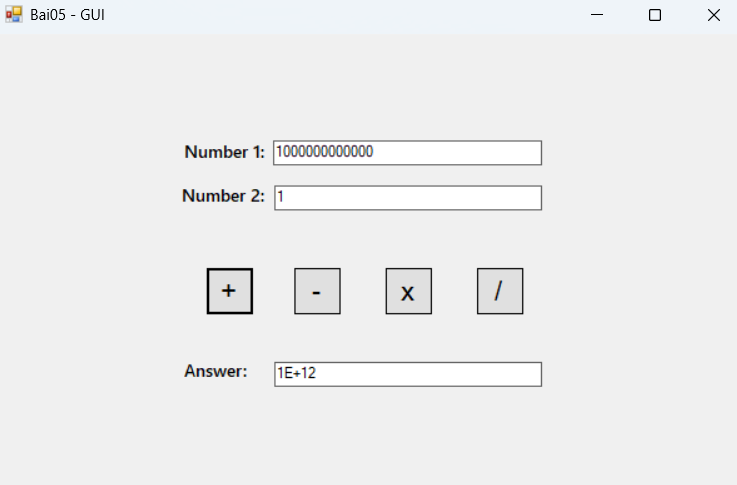 Bai05 - GUI
Number 1: 1000000000000
Number 2: 1
+ - x /
Answer: 1E+12